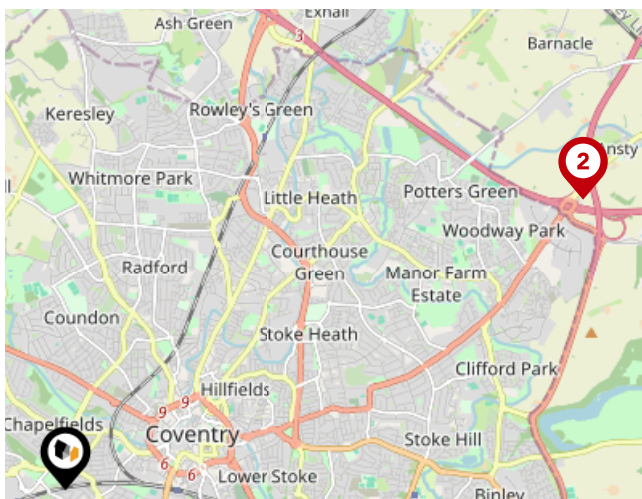 Exhall
Ash Green
3
Barnacle
Keresley
Rowley's Green
nsty
2
Whitmore Park
Little Heath
Potters Green
Woodway Park
Courthouse
Green
Radford
Manor Farm
Estate
Coundon
Stoke Heath
Clifford Park
Hillfields
9
9
Chapelfields
Coventry
Stoke Hill
6
6
Lower Stoke
Binley